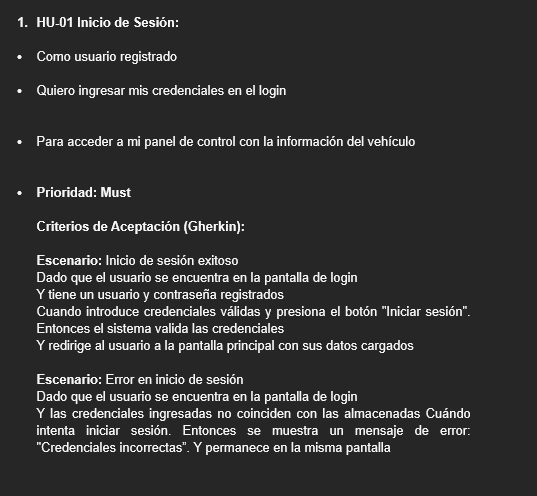 1. HU-01 Inicio de Sesión:
• Como usuario registrado
• Quiero ingresar mis credenciales en el login
• Para acceder a mi panel de control con la información del vehículo
• Prioridad: Must
Criterios de Aceptación (Gherkin):
Escenario: Inicio de sesión exitoso
Dado que el usuario se encuentra en la pantalla de login
Y tiene un usuario y contraseña registrados
Cuando introduce credenciales válidas y presiona el botón "Iniciar sesión".
Entonces el sistema valida las credenciales
Y redirige al usuario a la pantalla principal con sus datos cargados
Escenario: Error en inicio de sesión
Dado que el usuario se encuentra en la pantalla de login
Y las credenciales ingresadas no coinciden con las almacenadas Cuándo
intenta iniciar sesión. Entonces se muestra un mensaje de error:
"Credenciales incorrectas”. Y permanece en la misma pantalla